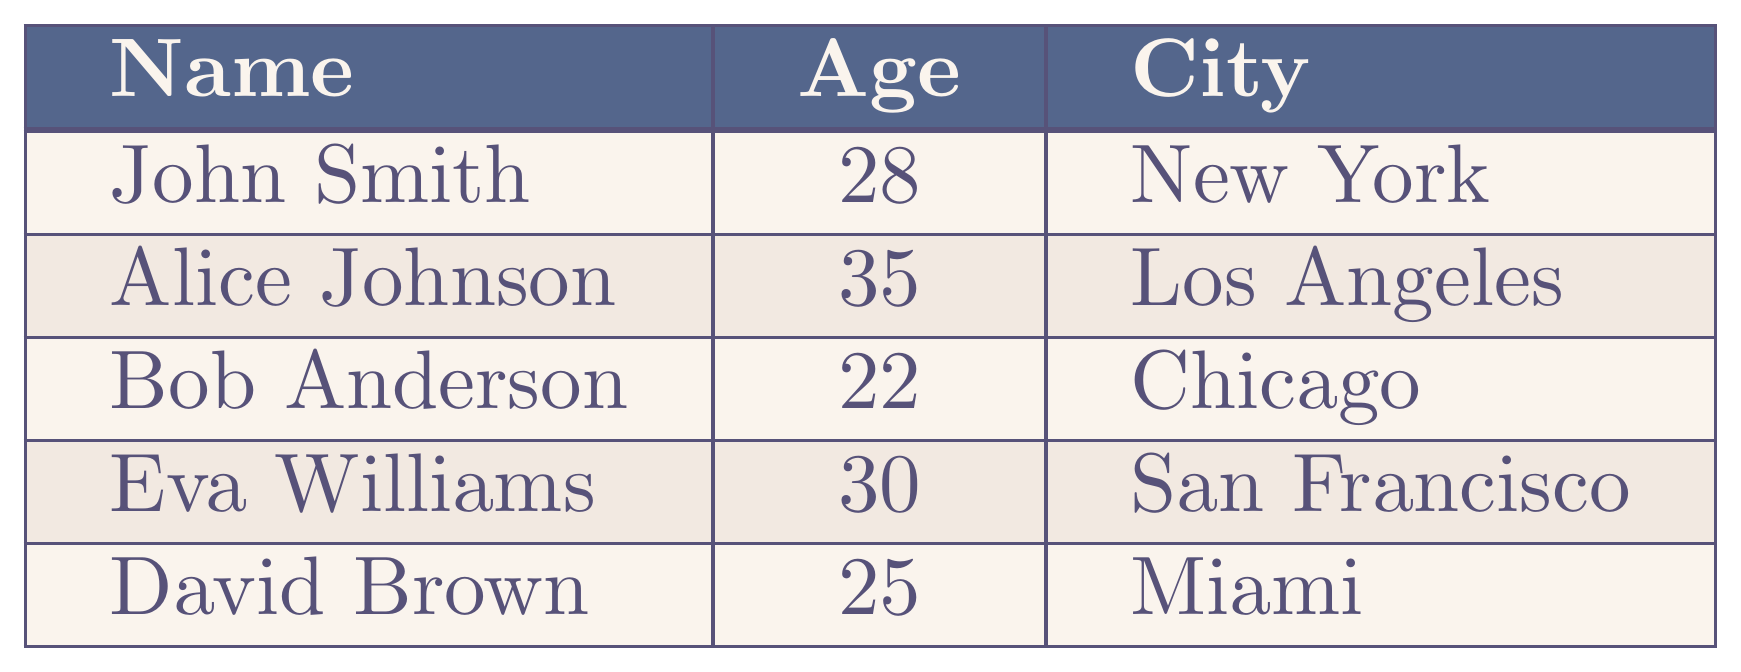 Name Age City
John Smith 28 New York
Alice Johnson 35 Los Angeles
Bob Anderson 22 Chicago
Eva Williams 30 San Francisco
David Brown 25 Miami